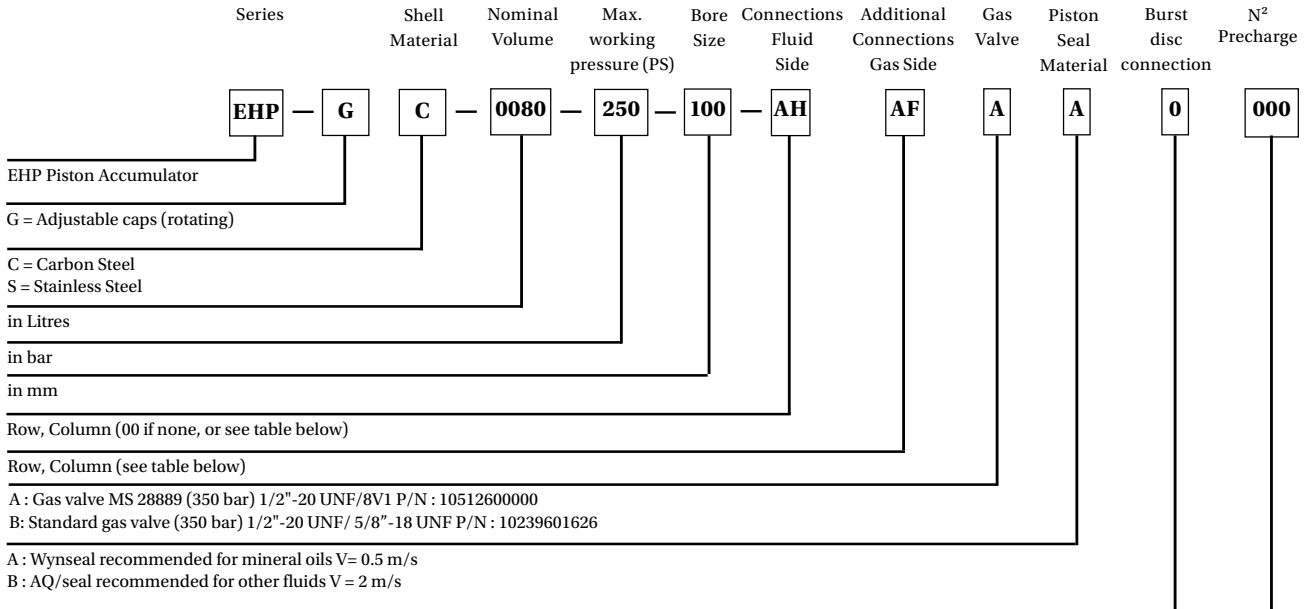 Series Shell Nominal Max. Bore Connections Additional Gas Piston Burst N²
Material Volume working Size Fluid Connections Valve Seal disc Precharge
pressure (PS) Side Gas Side Material connection
EHP — G C — 0080 — 250 — 100 — AH AF A A 0 000
EHP Piston Accumulator
G = Adjustable caps (rotating)
C = Carbon Steel
S = Stainless Steel
in Litres
in bar
in mm
Row, Column (00 if none, or see table below)
Row, Column (see table below)
A : Gas valve MS 28889 (350 bar) 1/2"-20 UNF/8V1 P/N : 10512600000
B: Standard gas valve (350 bar) 1/2"-20 UNF/ 5/8”-18 UNF P/N : 10239601626
A : Wynseal recommended for mineral oils V= 0.5 m/s
B : AQ/seal recommended for other fluids V = 2 m/s